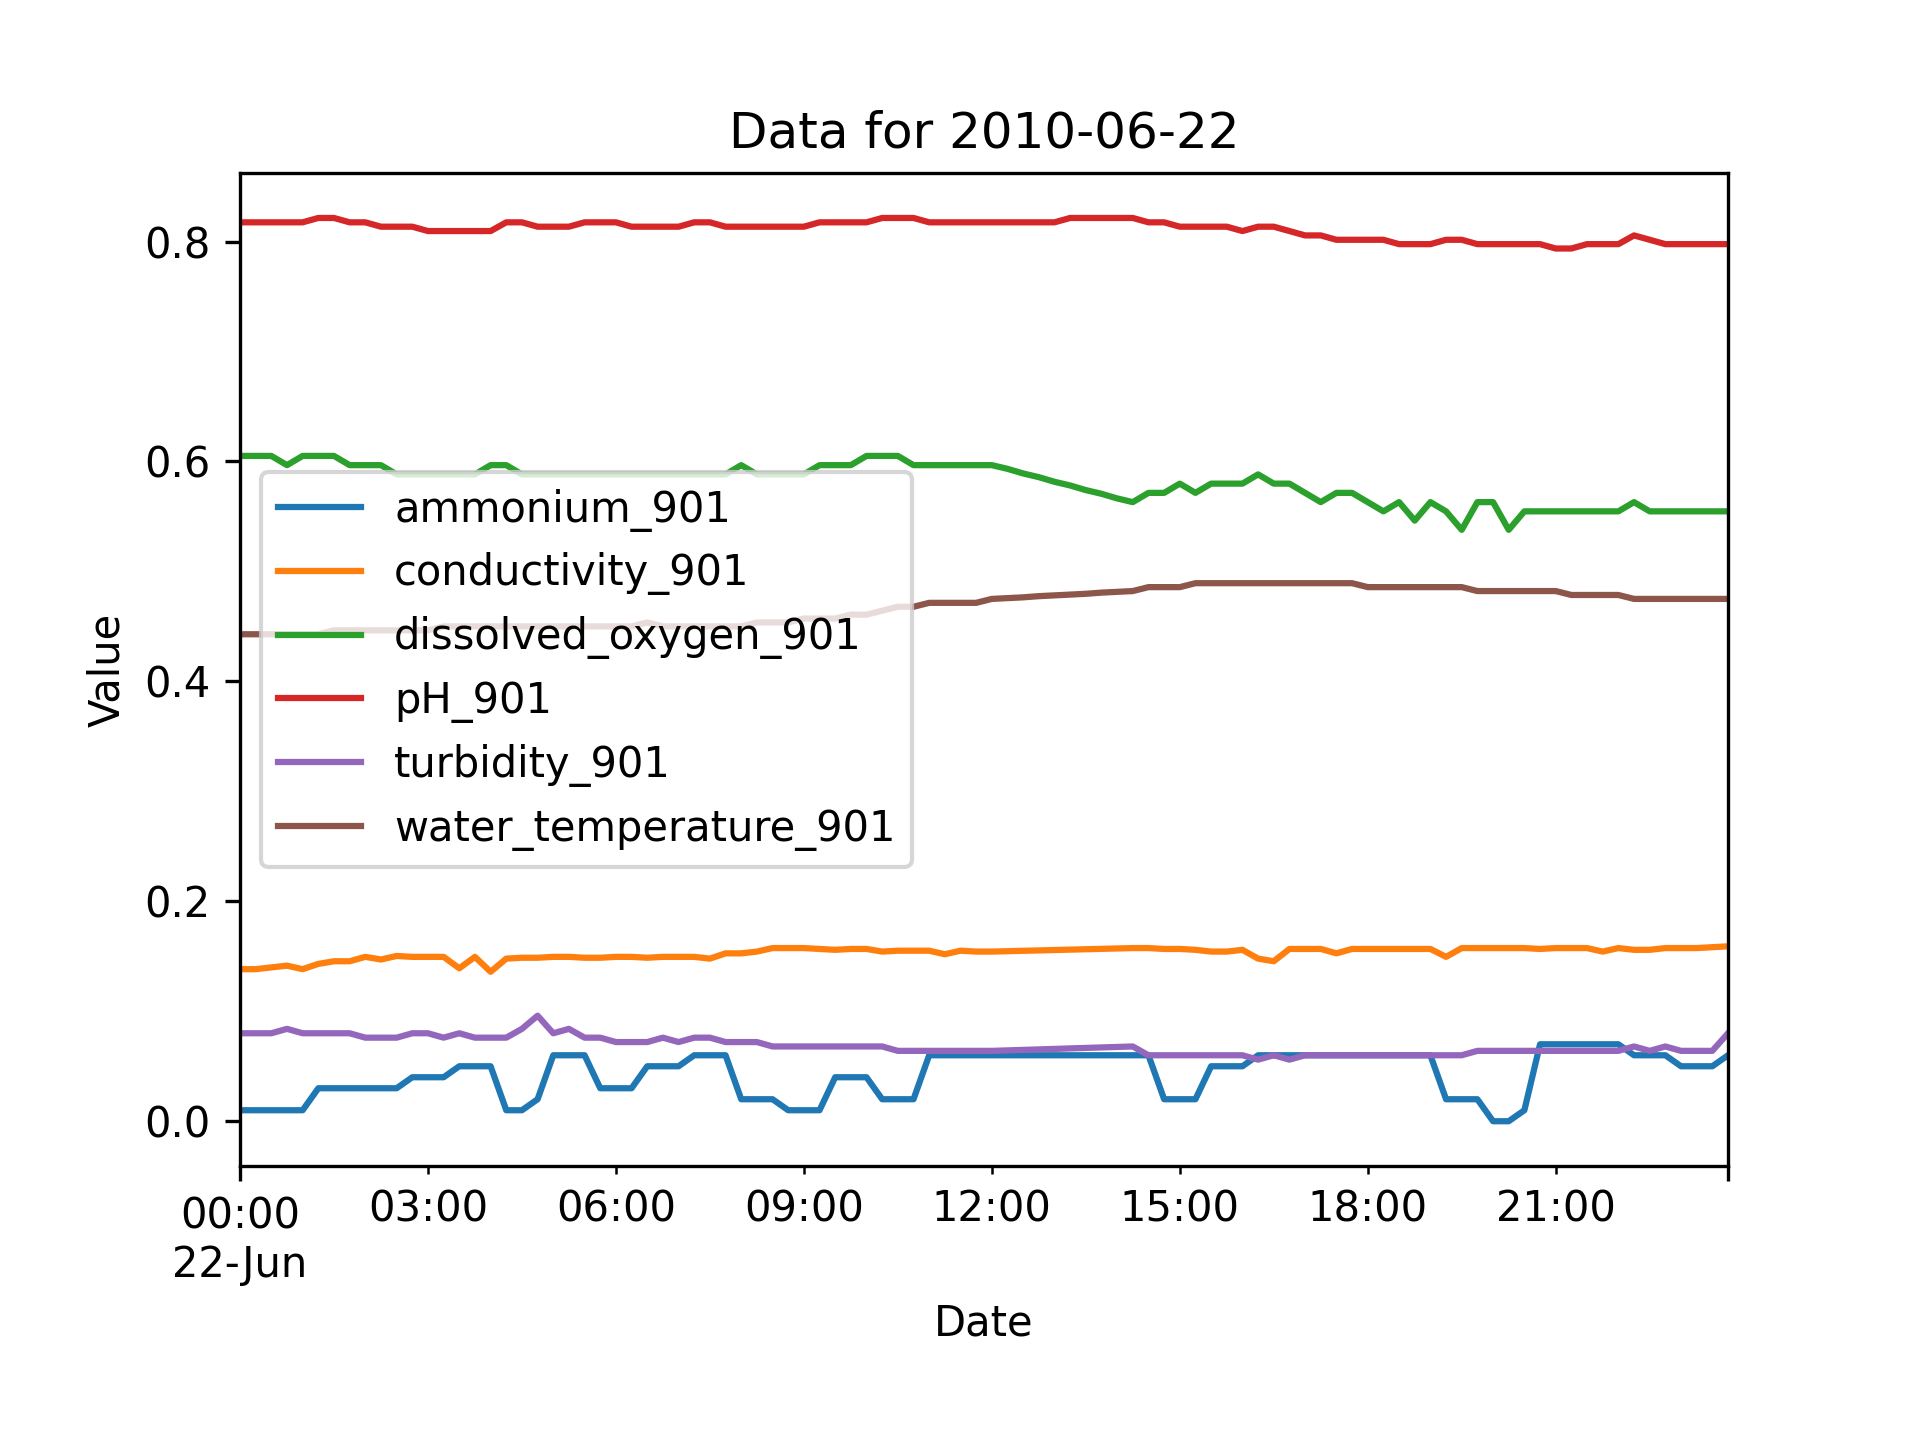 Data for 2010-06-22
0.8
0.6
0.4
0.2
0.0
Value
ammonium_901
conductivity_901
dissolved_oxygen_901
pH_901
turbidity_901
water_temperature_901
00:00 03:00 06:00 09:00 12:00 15:00 18:00 21:00
22-Jun
Date